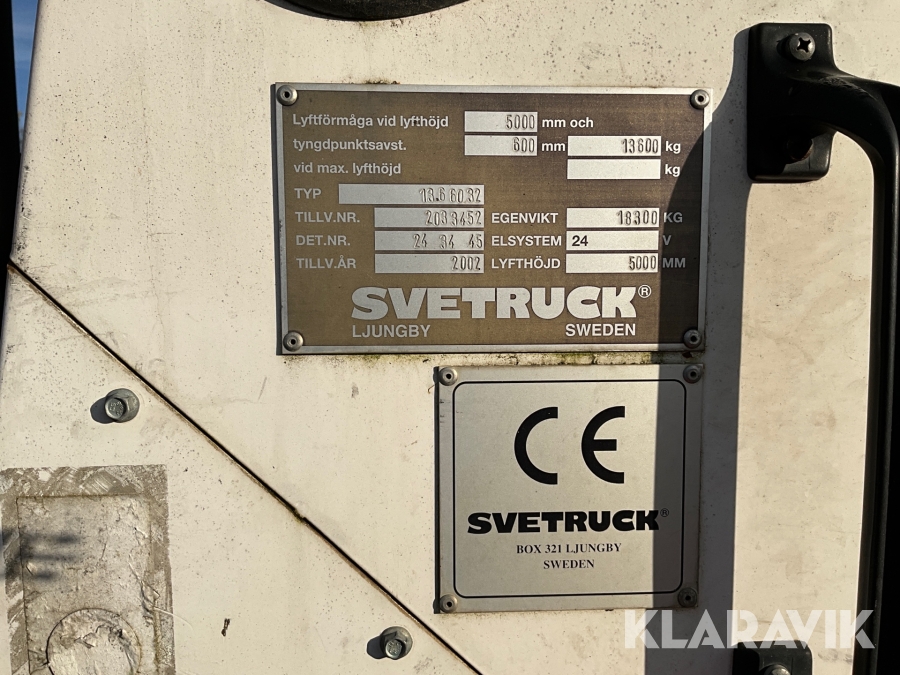 Lyftförmåga vid lyfthöjd 5000 mm och
tyngdpunktsavst. 600 mm 13600 kg
vid max. lyfthöjd kg
TYP 13.6 60.32
TILLV.NR. 2033452 EGENVIKT 18300 KG
DET.NR. 24 34 45 ELSYSTEM 24 V
TILLV.ÅR 2002 LYFTHÖJD 5000 MM
SVETRUCK®
LJUNGBY SWEDEN
CE
SVETRUCK®
BOX 321 LJUNGBY
SWEDEN
KLARAVIK